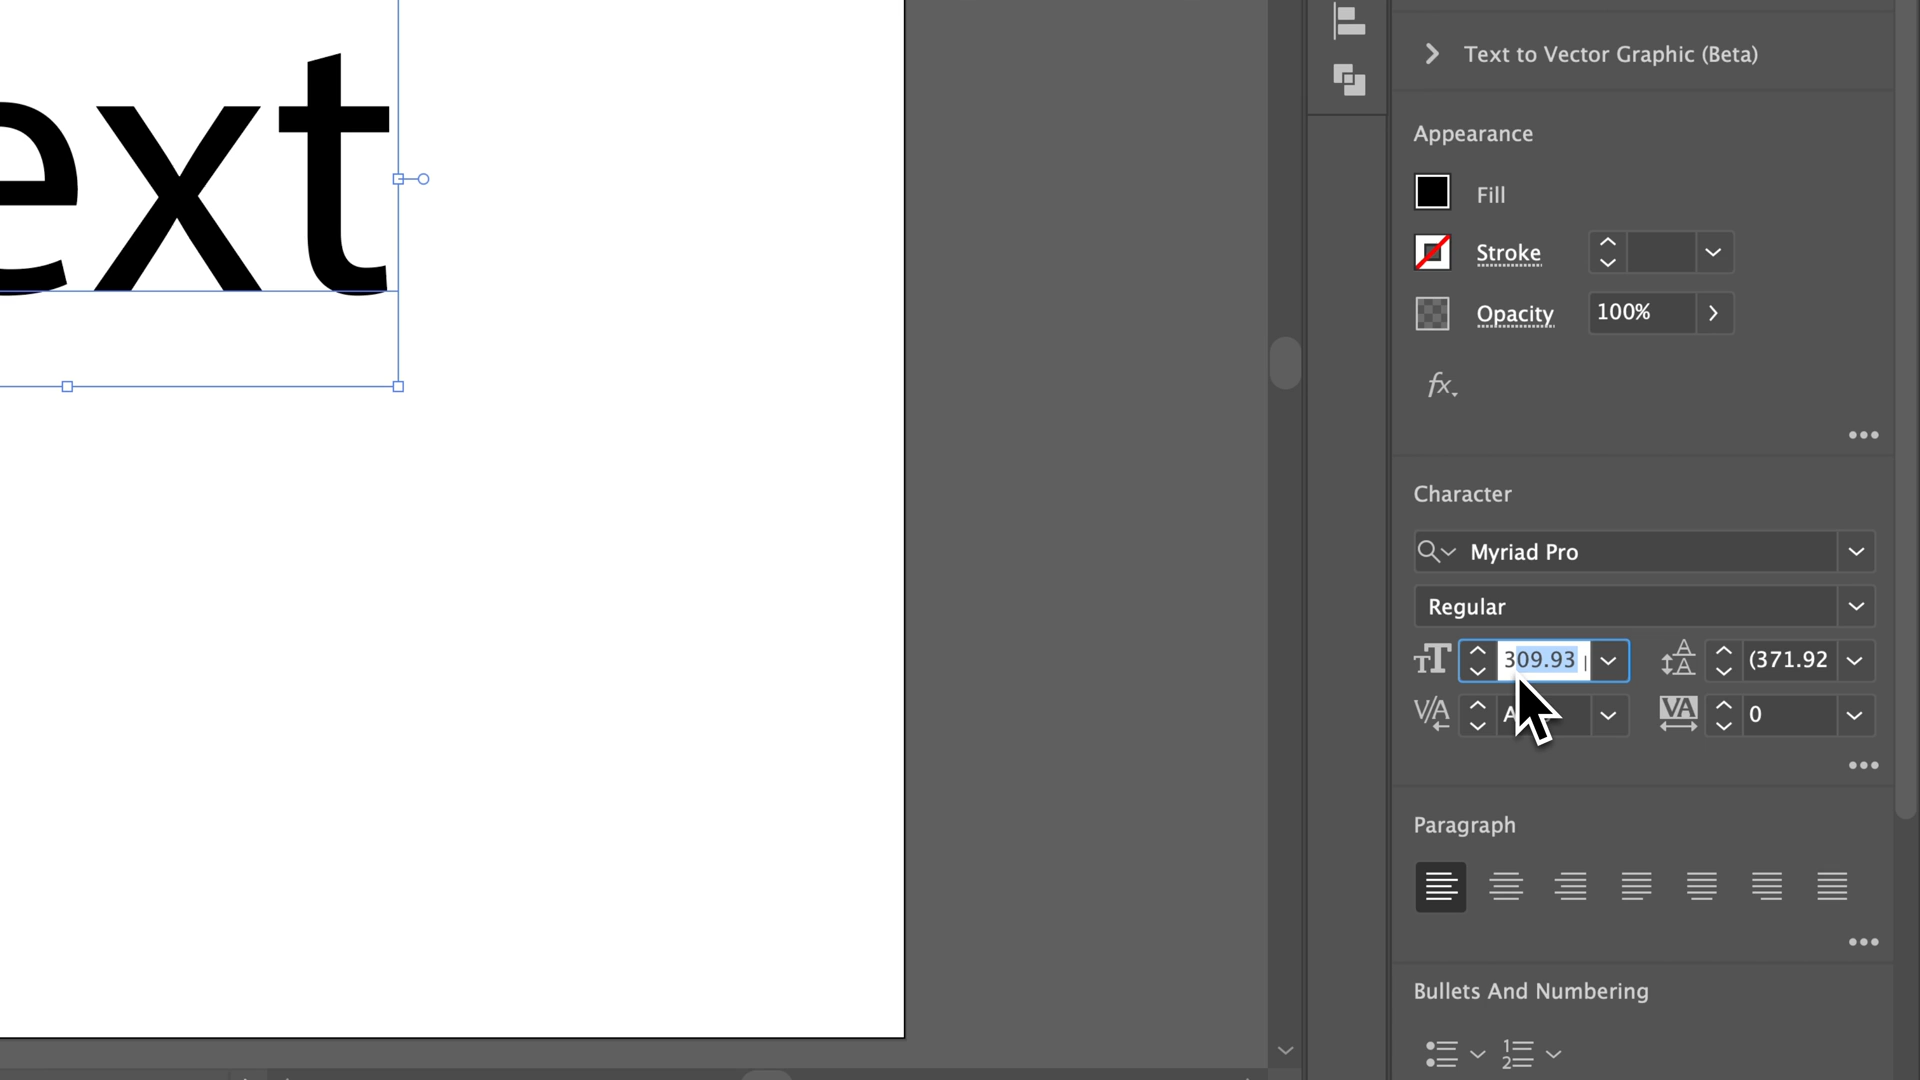 ext
Text to Vector Graphic (Beta)
Appearance
Fill
Stroke
Opacity 100%
fx.
Character
Myriad Pro
Regular
309.93 (371.92
0
Paragraph
Bullets And Numbering